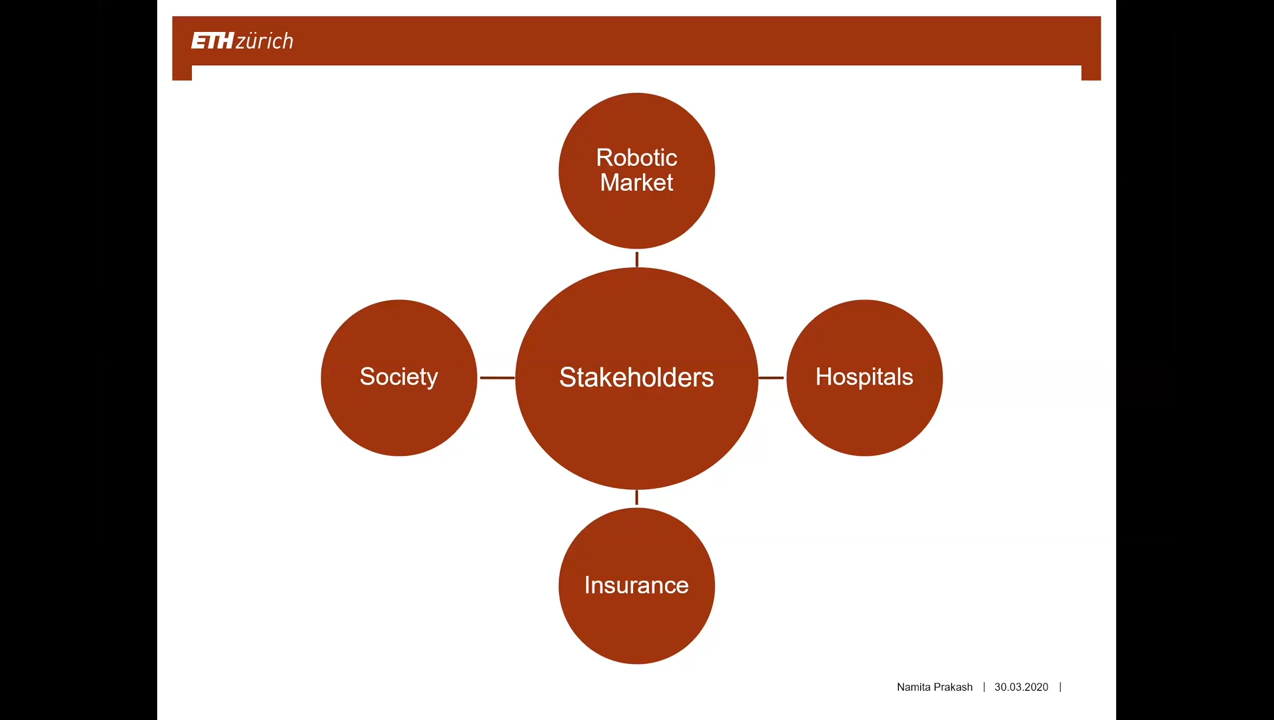 ETH zürich
Robotic
Market
Society
Stakeholders
Hospitals
Insurance
Namita Prakash | 30.03.2020 |